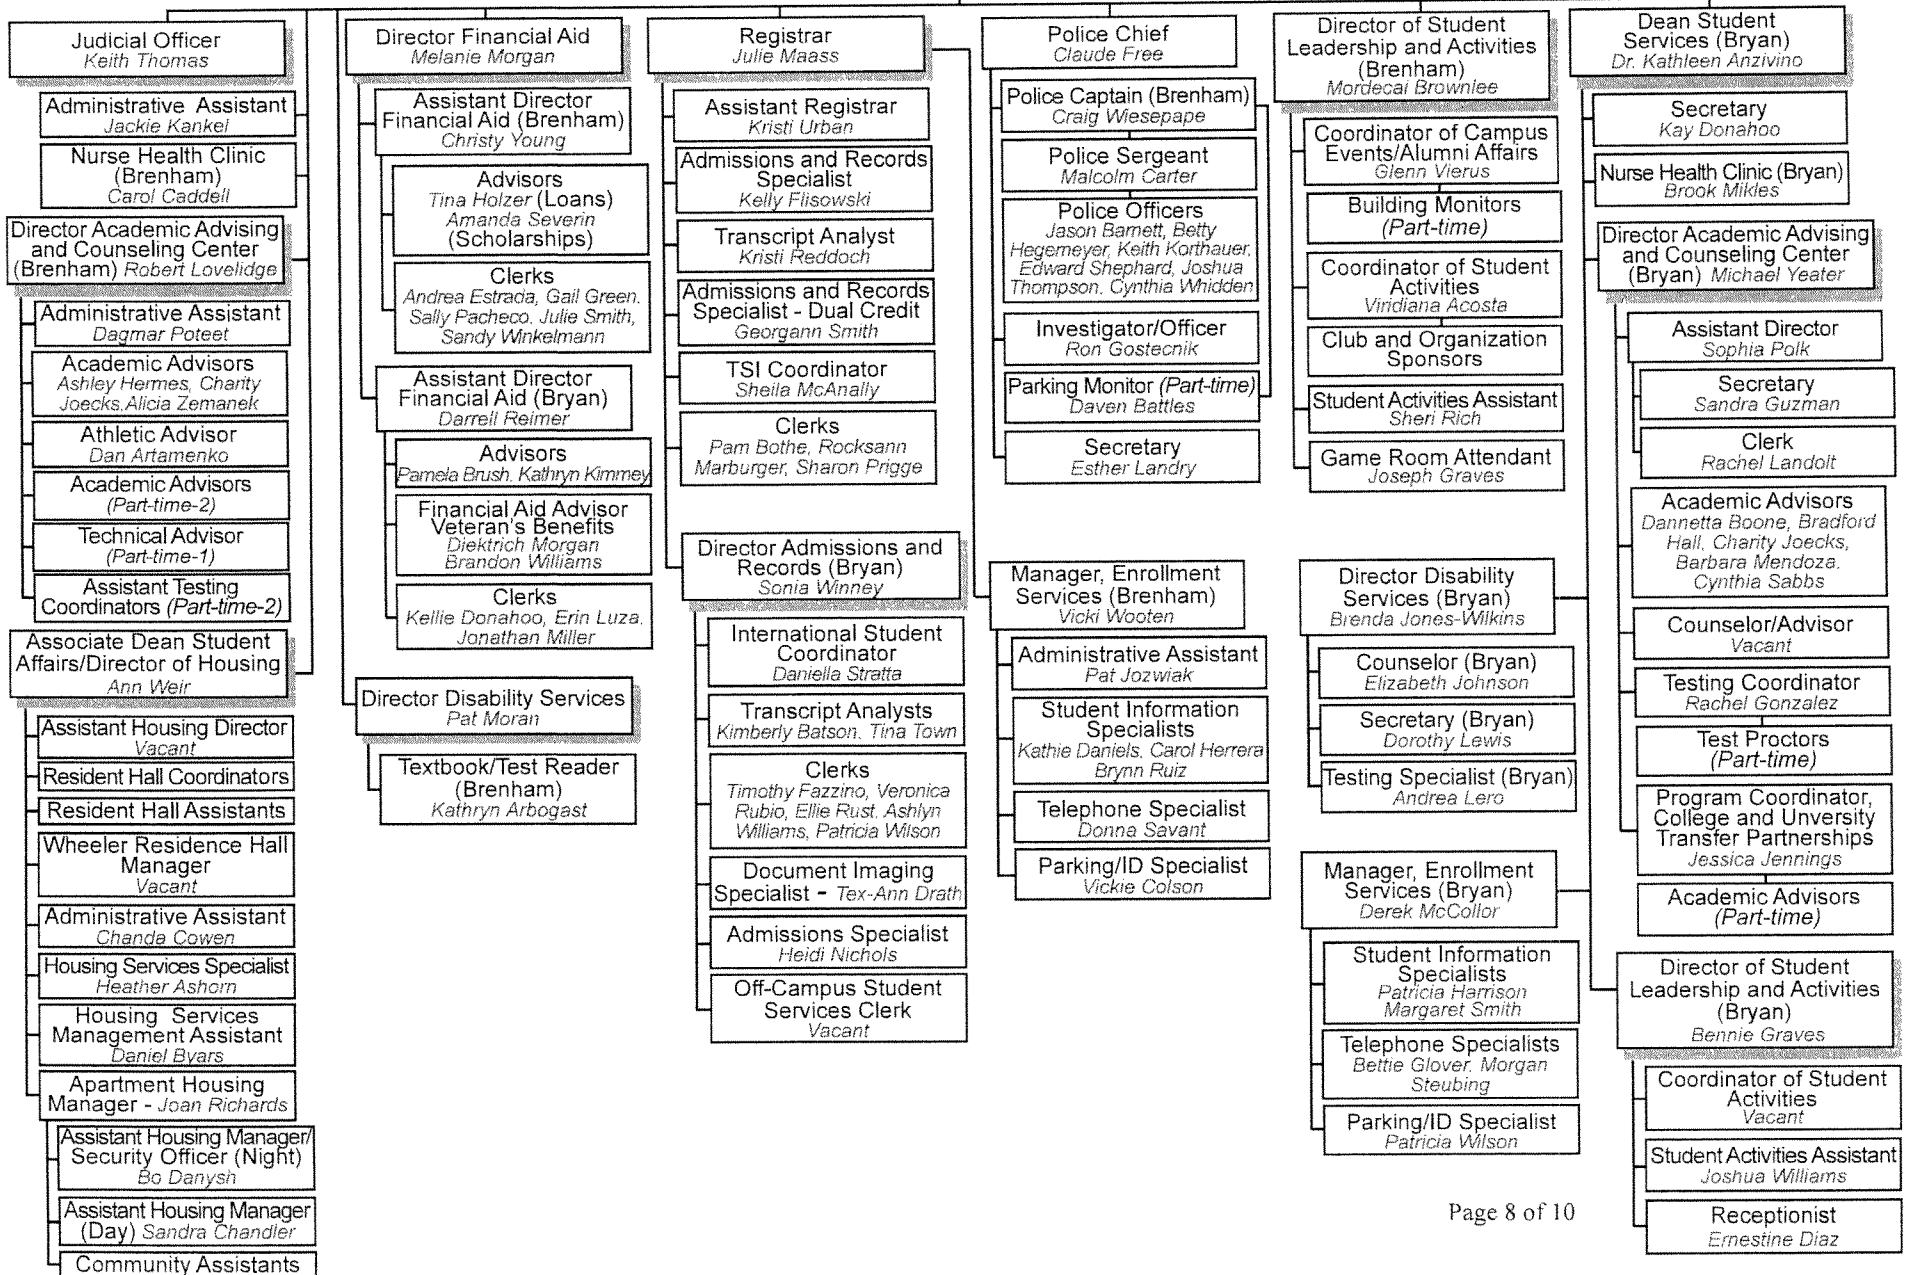 Judicial Officer
Keith Thomas
Administrative Assistant
Jackie Kankel
Nurse Health Clinic
(Brenham)
Carol Caddell
Director Academic Advising
and Counseling Center
(Brenham) Robert Lovelidge
Administrative Assistant
Dagmar Poteet
Academic Advisors
Ashley Hermes, Charity
Joecks, Alicia Zemanek
Athletic Advisor
Dan Artamenko
Academic Advisors
(Part-time-2)
Technical Advisor
(Part-time-1)
Assistant Testing
Coordinators (Part-time-2)
Associate Dean Student
Affairs/Director of Housing
Ann Weir
Assistant Housing Director
Vacant
Resident Hall Coordinators
Resident Hall Assistants
Wheeler Residence Hall
Manager
Vacant
Administrative Assistant
Chanda Cowen
Housing Services Specialist
Heather Ashorn
Housing Services
Management Assistant
Daniel Byars
Apartment Housing
Manager - Joan Richards
Assistant Housing Manager/
Security Officer (Night)
Bo Danysh
Assistant Housing Manager
(Day) Sandra Chandler
Community Assistants
Director Financial Aid
Melanie Morgan
Assistant Director
Financial Aid (Brenham)
Christy Young
Advisors
Tina Holzer (Loans)
Amanda Severin
(Scholarships)
Clerks
Andrea Estrada, Gail Green,
Sally Pacheco, Julie Smith,
Sandy Winkelmann
Assistant Director
Financial Aid (Bryan)
Darrell Reimer
Advisors
Pamela Brush, Kathryn Kimmey
Financial Aid Advisor
Veteran's Benefits
Diektrich Morgan
Brandon Williams
Clerks
Kellie Donahoo, Erin Luza,
Jonathan Miller
Director Disability Services
Pat Moran
Textbook/Test Reader
(Brenham)
Kathryn Arbogast
Registrar
Julie Maass
Assistant Registrar
Kristi Urban
Admissions and Records
Specialist
Kelly Flisowski
Transcript Analyst
Kristi Reddoch
Admissions and Records
Specialist - Dual Credit
Georgann Smith
TSI Coordinator
Sheila McAnally
Clerks
Pam Bothe, Rocksann
Marburger, Sharon Prigge
Director Admissions and
Records (Bryan)
Sonia Winney
International Student
Coordinator
Daniella Stratta
Transcript Analysts
Kimberly Batson, Tina Town
Clerks
Timothy Fazzino, Veronica
Rubio, Ellie Rust, Ashlyn
Williams, Patricia Wilson
Document Imaging
Specialist - Tex-Ann Drath
Admissions Specialist
Heidi Nichols
Off-Campus Student
Services Clerk
Vacant
Police Chief
Claude Free
Police Captain (Brenham)
Craig Wiesepape
Police Sergeant
Malcolm Carter
Police Officers
Jason Barnett, Betty
Hegemeyer, Keith Korthauer,
Edward Shephard, Joshua
Thompson, Cynthia Whidden
Investigator/Officer
Ron Gostecnik
Parking Monitor (Part-time)
Daven Battles
Secretary
Esther Landry
Manager, Enrollment
Services (Brenham)
Vicki Wooten
Administrative Assistant
Pat Jozwiak
Student Information
Specialists
Kathie Daniels, Carol Herrera
Brynn Ruiz
Telephone Specialist
Donna Savant
Parking/ID Specialist
Vickie Colson
Director of Student
Leadership and Activities
(Brenham)
Mordecai Brownlee
Coordinator of Campus
Events/Alumni Affairs
Glenn Vierus
Building Monitors
(Part-time)
Coordinator of Student
Activities
Viridiana Acosta
Club and Organization
Sponsors
Student Activities Assistant
Sheri Rich
Game Room Attendant
Joseph Graves
Director Disability
Services (Bryan)
Brenda Jones-Wilkins
Counselor (Bryan)
Elizabeth Johnson
Secretary (Bryan)
Dorothy Lewis
Testing Specialist (Bryan)
Andrea Lero
Manager, Enrollment
Services (Bryan)
Derek McCollor
Student Information
Specialists
Patricia Harrison
Margaret Smith
Telephone Specialists
Bettie Glover, Morgan
Steubing
Parking/ID Specialist
Patricia Wilson
Dean Student
Services (Bryan)
Dr. Kathleen Anzivino
Secretary
Kay Donahoo
Nurse Health Clinic (Bryan)
Brook Mikles
Director Academic Advising
and Counseling Center
(Bryan) Michael Yeater
Assistant Director
Sophia Polk
Secretary
Sandra Guzman
Clerk
Rachel Landolt
Academic Advisors
Dannetta Boone, Bradford
Hall, Charity Joecks,
Barbara Mendoza,
Cynthia Sabbs
Counselor/Advisor
Vacant
Testing Coordinator
Rachel Gonzalez
Test Proctors
(Part-time)
Program Coordinator,
College and Unversity
Transfer Partnerships
Jessica Jennings
Academic Advisors
(Part-time)
Director of Student
Leadership and Activities
(Bryan)
Bennie Graves
Coordinator of Student
Activities
Vacant
Student Activities Assistant
Joshua Williams
Receptionist
Ernestine Diaz
Page 8 of 10